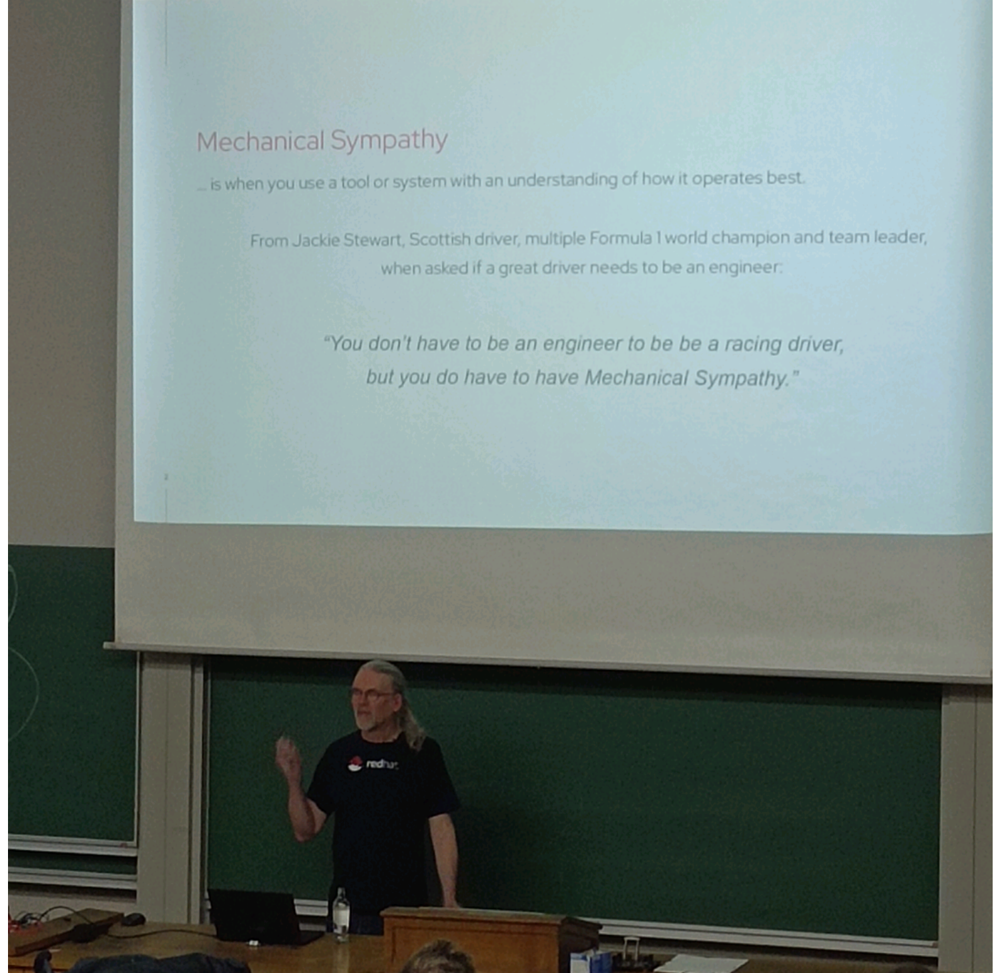 Mechanical Sympathy
... is when you use a tool or system with an understanding of how it operates best.
From Jackie Stewart, Scottish driver, multiple Formula 1 world champion and team leader,
when asked if a great driver needs to be an engineer:
“You don't have to be an engineer to be be a racing driver,
but you do have to have Mechanical Sympathy.”
2
redhat